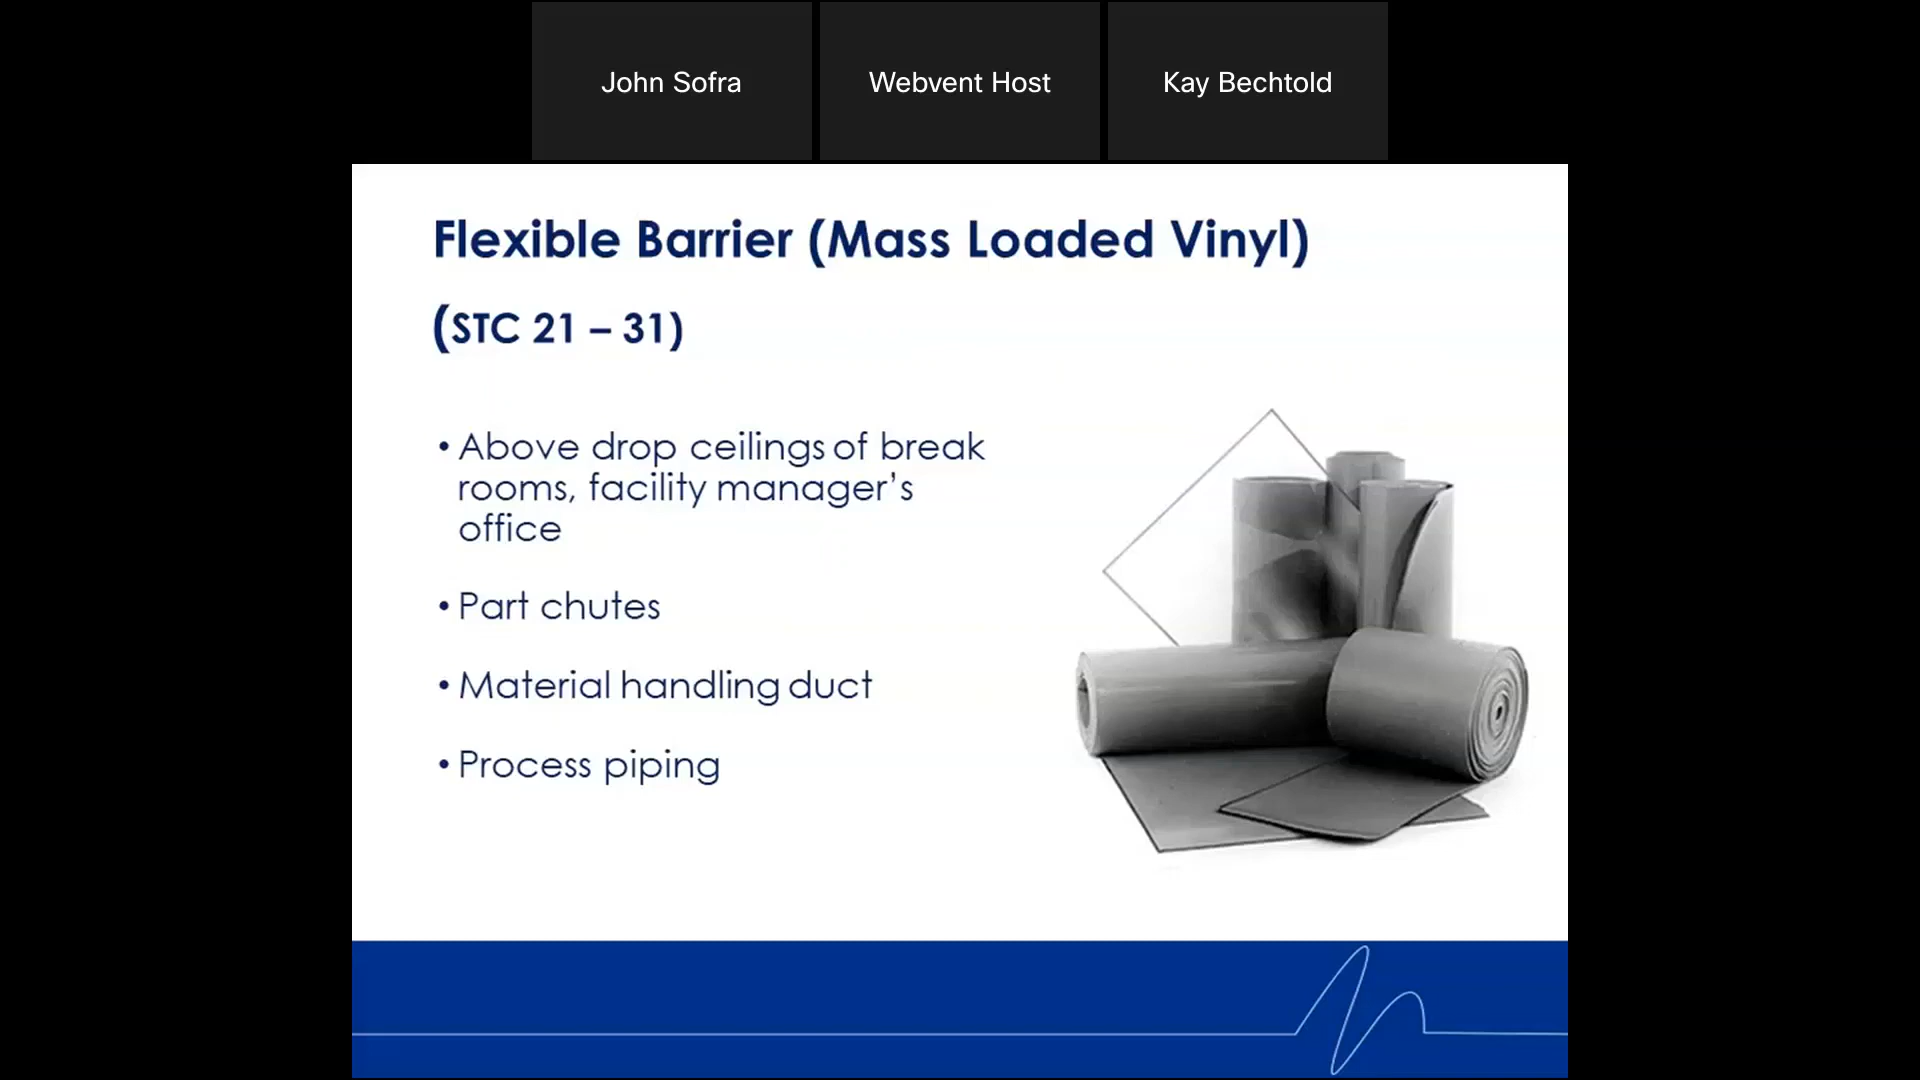 John Sofra
Webvent Host
Kay Bechtold
Flexible Barrier (Mass Loaded Vinyl)
(STC 21 – 31)
• Above drop ceilings of break
rooms, facility manager’s
office
• Part chutes
• Material handling duct
• Process piping